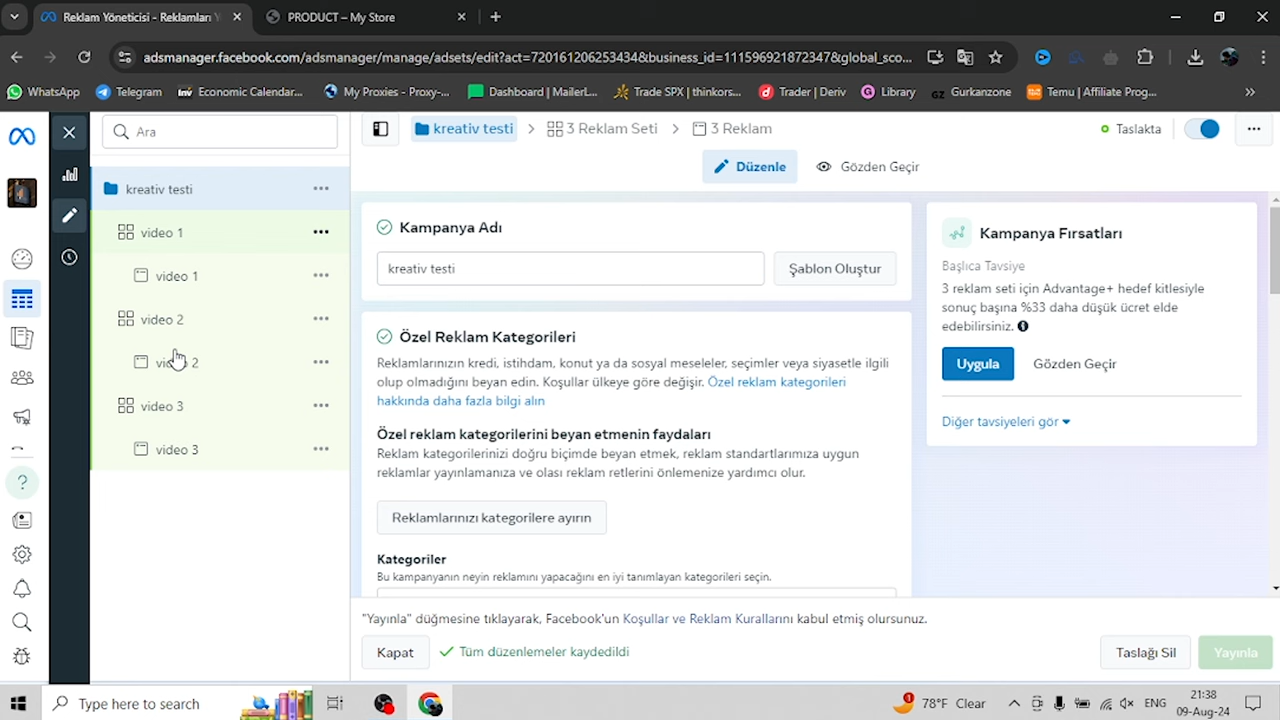 Reklam Yöneticisi - Reklamları Y
PRODUCT – My Store
adsmanager.facebook.com/adsmanager/manage/adsets/edit?act=720161206253434&business_id=1115969218723478&global_sco...
WhatsApp
Telegram
Economic Calendar...
My Proxies - Proxy-...
Dashboard | MailerL...
Trade SPX | thinkors...
Trader | Deriv
Library
GZ Gurkanzone
Temu | Affiliate Prog...
Ara
kreativ testi
3 Reklam Seti
3 Reklam
Taslakta
Düzenle
Gözden Geçir
kreativ testi
video 1
video 1
video 2
video 2
video 3
video 3
Kampanya Adı
kreativ testi
Şablon Oluştur
Özel Reklam Kategorileri
Reklamlarınızın kredi, istihdam, konut ya da sosyal meseleler, seçimler veya siyasetle ilgili
olup olmadığını beyan edin. Koşullar ülkeye göre değişir. Özel reklam kategorileri
hakkında daha fazla bilgi alın
Özel reklam kategorilerini beyan etmenin faydaları
Reklam kategorilerinizi doğru biçimde beyan etmek, reklam standartlarımıza uygun
reklamlar yayınlamanıza ve olası reklam retlerini önlemenize yardımcı olur.
Reklamlarınızı kategorilere ayırın
Kategoriler
Bu kampanyanın neyin reklamını yapacağını en iyi tanımlayan kategorileri seçin.
Kampanya Fırsatları
Başlıca Tavsiye
3 reklam seti için Advantage+ hedef kitlesiyle
sonuç başına %33 daha düşük ücret elde
edebilirsiniz.
Uygula
Gözden Geçir
Diğer tavsiyeleri gör
"Yayınla" düğmesine tıklayarak, Facebook'un Koşullar ve Reklam Kurallarını kabul etmiş olursunuz.
Kapat
Tüm düzenlemeler kaydedildi
Taslağı Sil
Yayınla
Type here to search
78°F Clear
ENG
21:38
09-Aug-24